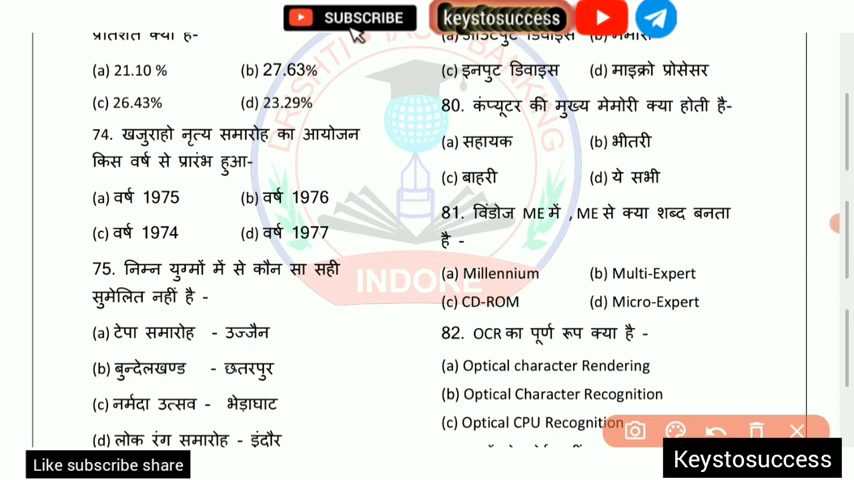 SUBSCRIBE
keystosuccess
प्रतिशत क्या है-
(a) 21.10 % (b) 27.63%
(c) 26.43% (d) 23.29%
74. खजुराहो नृत्य समारोह का आयोजन
किस वर्ष से प्रारंभ हुआ-
(a) वर्ष 1975 (b) वर्ष 1976
(c) वर्ष 1974 (d) वर्ष 1977
75. निम्न युग्मों में से कौन सा सही
सुमेलित नहीं है -
(a) टेपा समारोह - उज्जैन
(b) बुन्देलखण्ड - छतरपुर
(c) नर्मदा उत्सव - भेड़ाघाट
(d) लोक रंग समारोह - इंदौर
(a) आउटपुट डिवाइस (b) मेमोरी
(c) इनपुट डिवाइस (d) माइक्रो प्रोसेसर
80. कंप्यूटर की मुख्य मेमोरी क्या होती है-
(a) सहायक (b) भीतरी
(c) बाहरी (d) ये सभी
81. विंडोज ME में , ME से क्या शब्द बनता
है -
(a) Millennium (b) Multi-Expert
(c) CD-ROM (d) Micro-Expert
82. OCR का पूर्ण रूप क्या है -
(a) Optical character Rendering
(b) Optical Character Recognition
(c) Optical CPU Recognition
INDORE
Like subscribe share
Keystosuccess